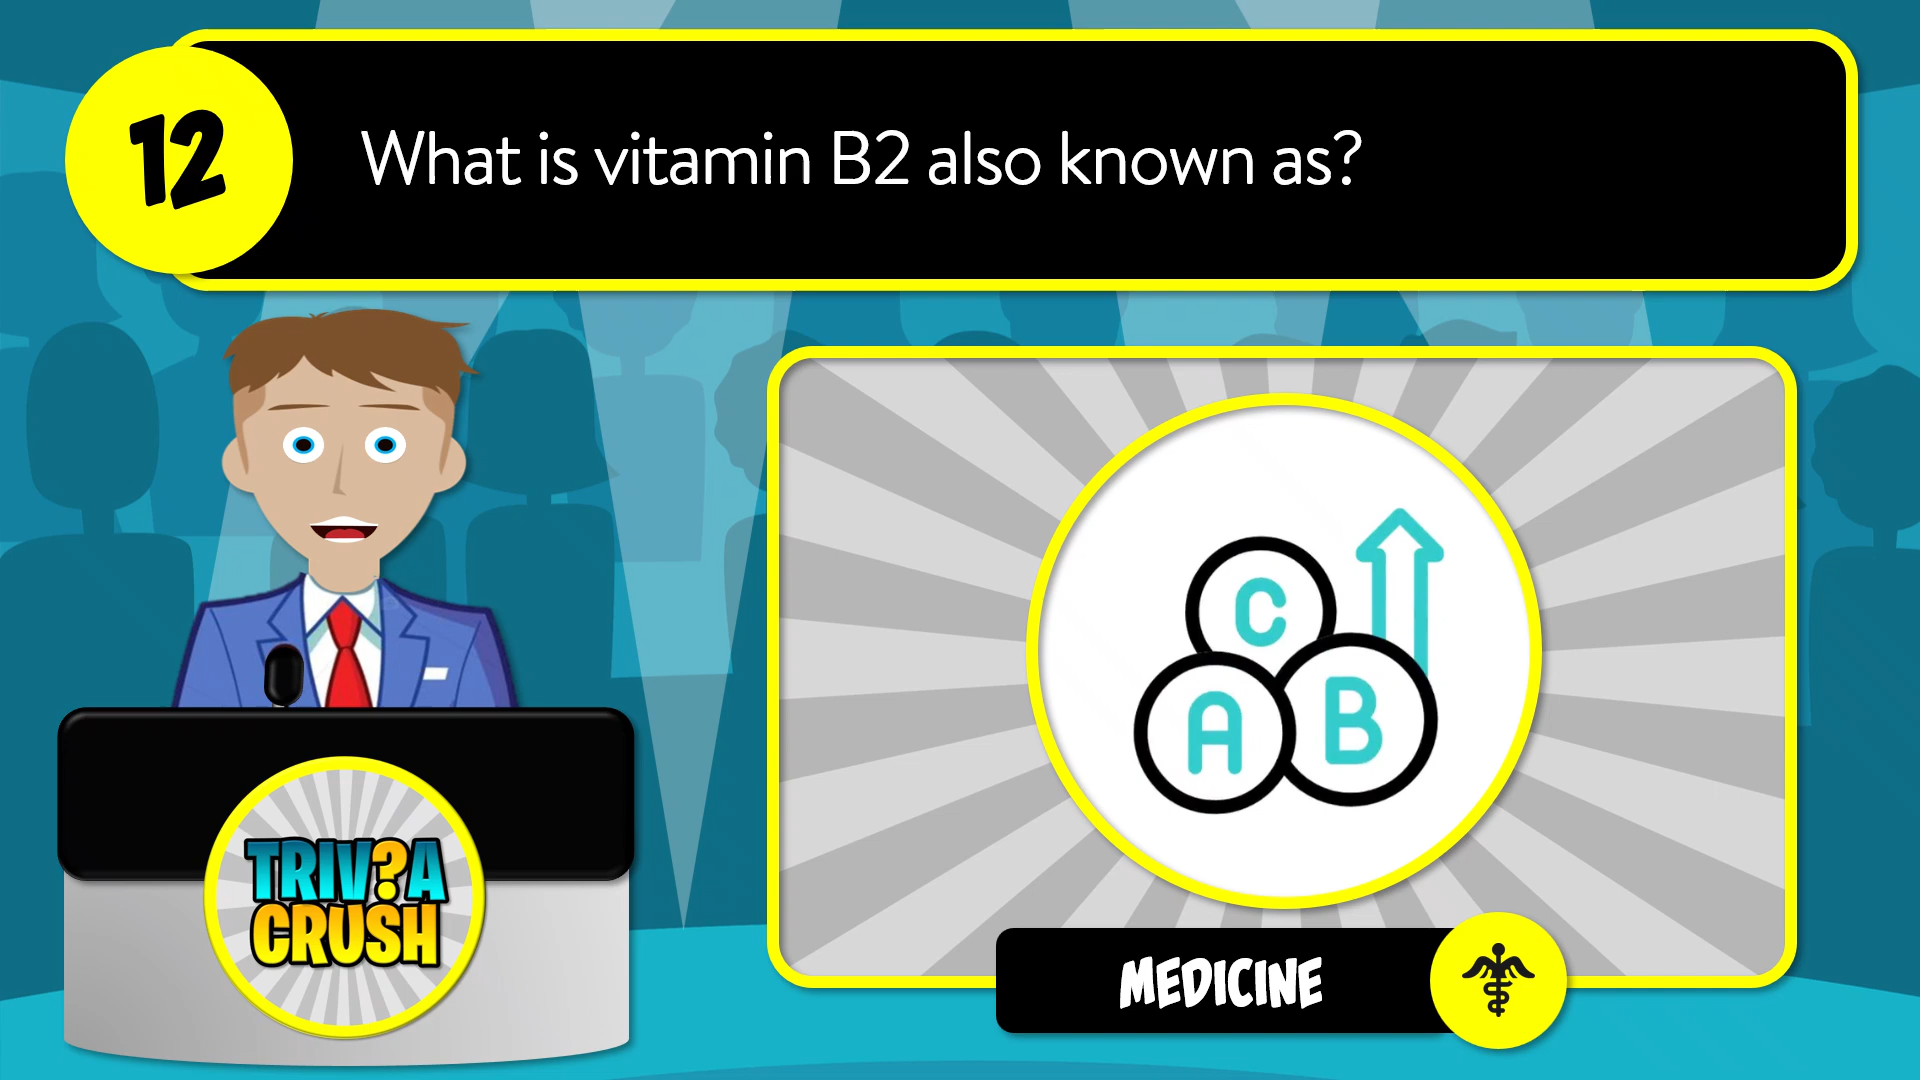 12
What is vitamin B2 also known as?
C
A B
TRIV?A
CRUSH
MEDICINE